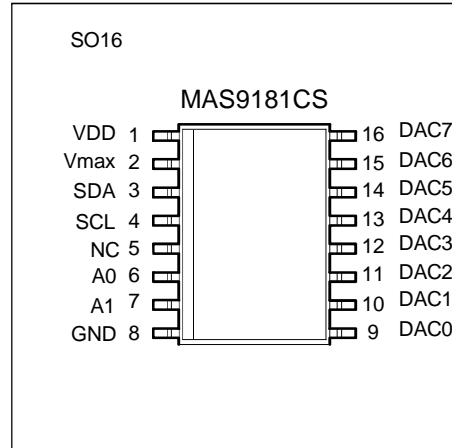 SO16
MAS9181CS
VDD 1 16 DAC7
Vmax 2 15 DAC6
SDA 3 14 DAC5
SCL 4 13 DAC4
NC 5 12 DAC3
A0 6 11 DAC2
A1 7 10 DAC1
GND 8 9 DAC0